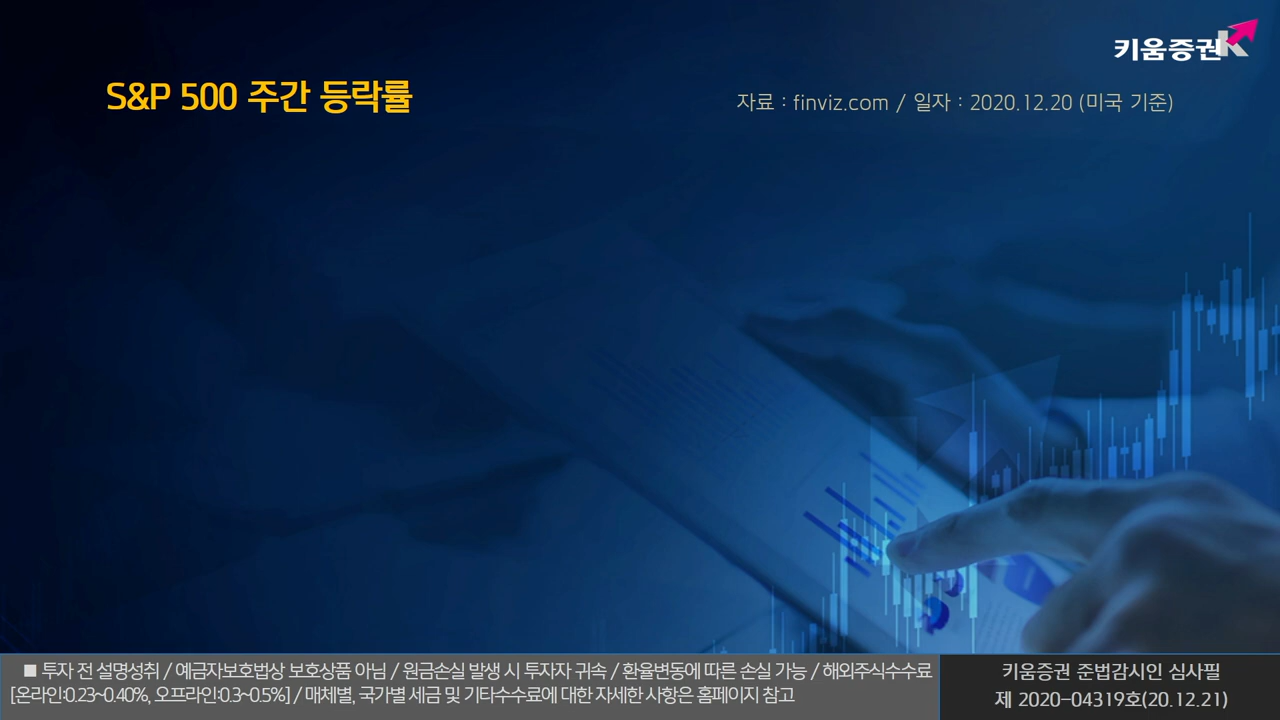 키움증권
S&P 500 주간 등락률
자료 : finviz.com / 일자 : 2020.12.20 (미국 기준)
■ 투자 전 설명성취 / 예금자보호법상 보호상품 아님 / 원금손실 발생 시 투자자 귀속 / 환율변동에 따른 손실 가능 / 해외주식수수료
[온라인:0.23~0.40%, 오프라인:0.3~0.5%] / 매체별, 국가별 세금 및 기타수수료에 대한 자세한 사항은 홈페이지 참고
키움증권 준법감시인 심사필
제 2020-04319호(20.12.21)